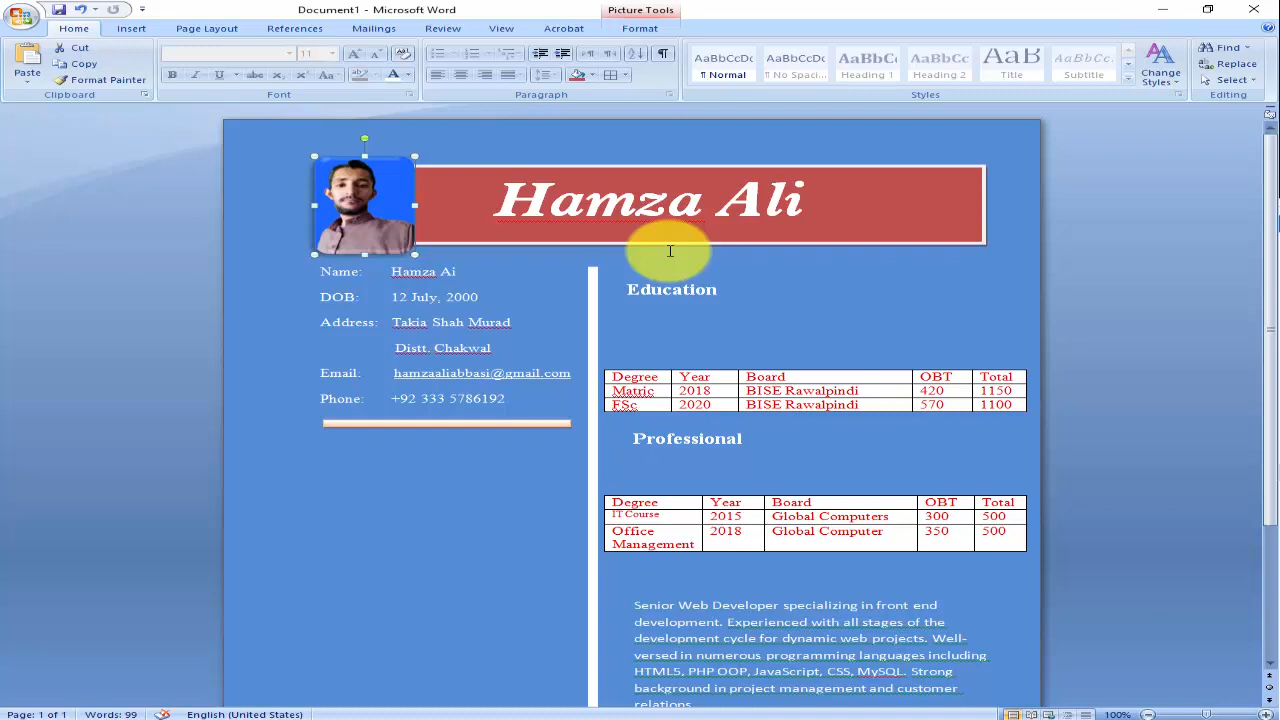 Document1 - Microsoft Word
Picture Tools
Home Insert Page Layout References Mailings Review View Acrobat Format
Paste
Cut
Copy
Format Painter
Clipboard
11
Font
Paragraph
AaBbCcDc AaBbCcDc AaBbC AaBbCc AaB AaBbCc.
¶ Normal ¶ No Spaci... Heading 1 Heading 2 Title Subtitle
Change Styles
Styles
Find
Replace
Select
Editing
Hamza Ali
Name: Hamza Ai
DOB: 12 July, 2000
Address: Takia Shah Murad
Distt. Chakwal
Email: hamzaaliabbasi@gmail.com
Phone: +92 333 5786192
Education
Degree Year Board OBT Total
Matric 2018 BISE Rawalpindi 420 1150
FSc 2020 BISE Rawalpindi 570 1100
Professional
Degree Year Board OBT Total
IT Course 2015 Global Computers 300 500
Office Management 2018 Global Computer 350 500
Senior Web Developer specializing in front end
development. Experienced with all stages of the
development cycle for dynamic web projects. Well-
versed in numerous programming languages including
HTML5, PHP OOP, JavaScript, CSS, MySQL. Strong
background in project management and customer
relations.
Page: 1 of 1 Words: 99 English (United States) 100%